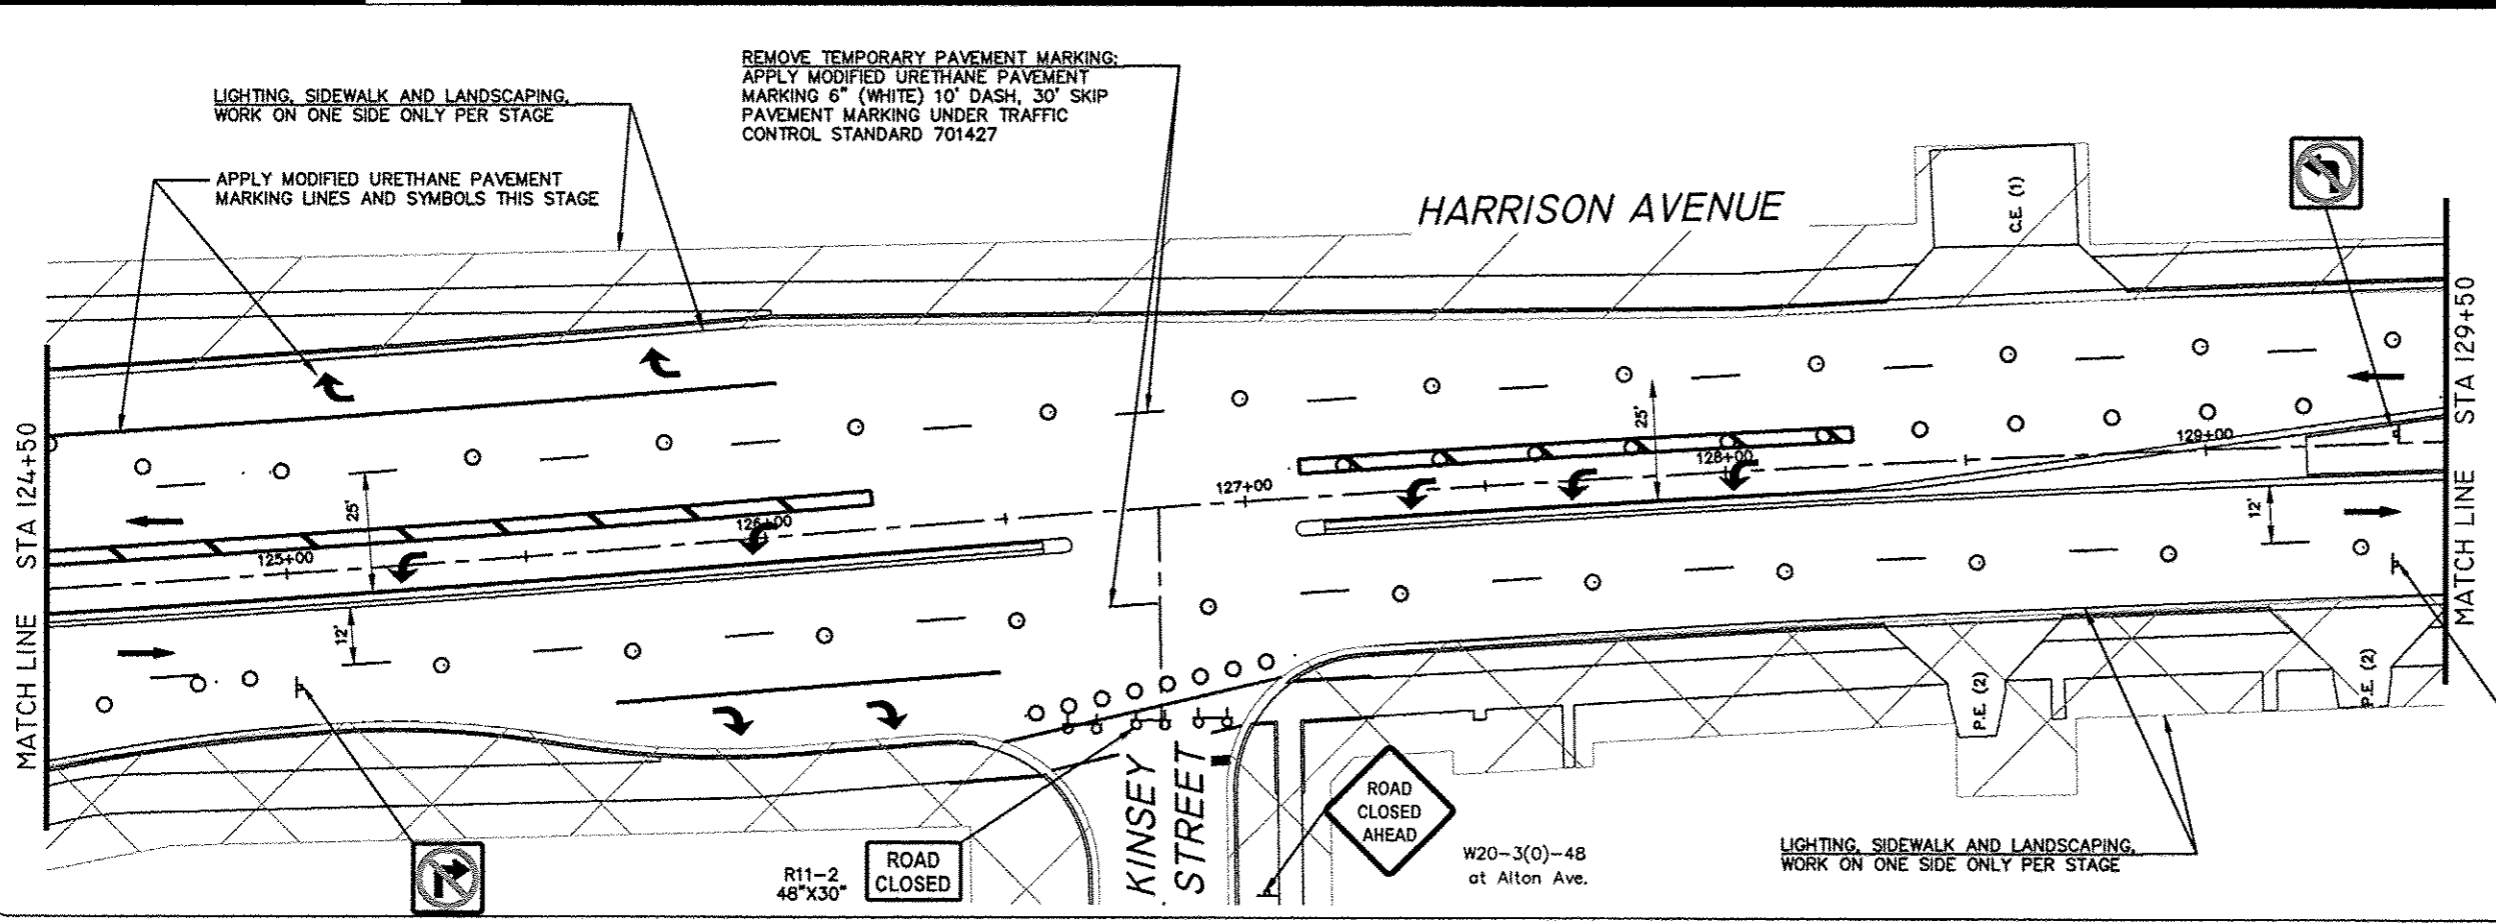 REMOVE TEMPORARY PAVEMENT MARKING;
APPLY MODIFIED URETHANE PAVEMENT
MARKING 6" (WHITE) 10' DASH, 30' SKIP
PAVEMENT MARKING UNDER TRAFFIC
CONTROL STANDARD 701427
LIGHTING, SIDEWALK AND LANDSCAPING,
WORK ON ONE SIDE ONLY PER STAGE
APPLY MODIFIED URETHANE PAVEMENT
MARKING LINES AND SYMBOLS THIS STAGE
HARRISON AVENUE
C.E. (1)
MATCH LINE STA 124+50
MATCH LINE STA 129+50
25'
25'
12'
12'
125+00
126+00
127+00
128+00
129+00
P.E. (2)
P.E. (2)
KINSEY
STREET
R11-2
48"X30"
ROAD
CLOSED
ROAD
CLOSED
AHEAD
W20-3(O)-48
at Alton Ave.
LIGHTING, SIDEWALK AND LANDSCAPING,
WORK ON ONE SIDE ONLY PER STAGE